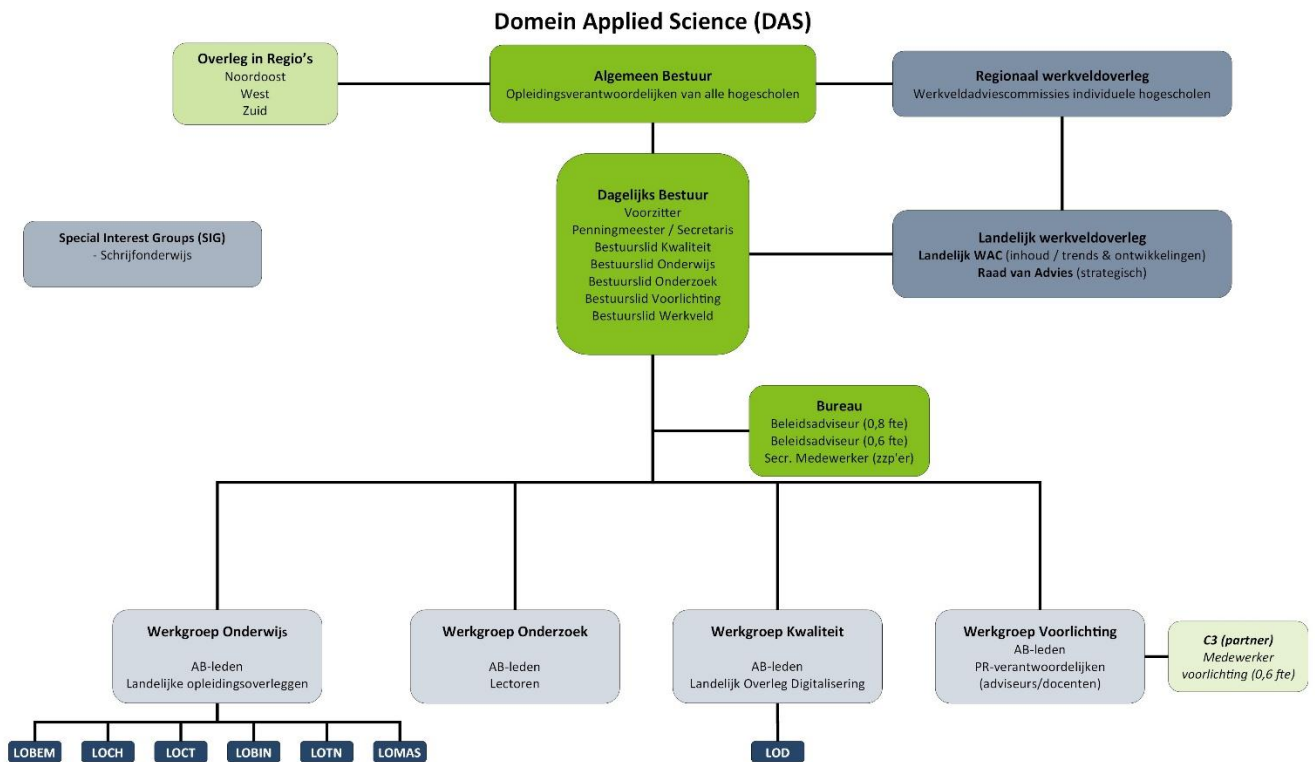 Domein Applied Science (DAS)
Overleg in Regio's
Noordoost
West
Zuid
Algemeen Bestuur
Opleidingsverantwoordelijken van alle hogescholen
Regionaal werkveldoverleg
Werkveldadviescommissies individuele hogescholen
Dagelijks Bestuur
Voorzitter
Penningmeester / Secretaris
Bestuurslid Kwaliteit
Bestuurslid Onderwijs
Bestuurslid Onderzoek
Bestuurslid Voorlichting
Bestuurslid Werkveld
Special Interest Groups (SIG)
- Schrijfonderwijs
Landelijk werkveldoverleg
Landelijk WAC (inhoud / trends & ontwikkelingen)
Raad van Advies (strategisch)
Bureau
Beleidsadviseur (0,8 fte)
Beleidsadviseur (0,6 fte)
Secr. Medewerker (zzp'er)
Werkgroep Onderwijs
AB-leden
Landelijke opleidingsoverleggen
Werkgroep Onderzoek
AB-leden
Lectoren
Werkgroep Kwaliteit
AB-leden
Landelijk Overleg Digitalisering
Werkgroep Voorlichting
AB-leden
PR-verantwoordelijken
(adviseurs/docenten)
C3 (partner)
Medewerker
voorlichting (0,6 fte)
LOBEM
LOCH
LOCT
LOBIN
LOTN
LOMAS
LOD